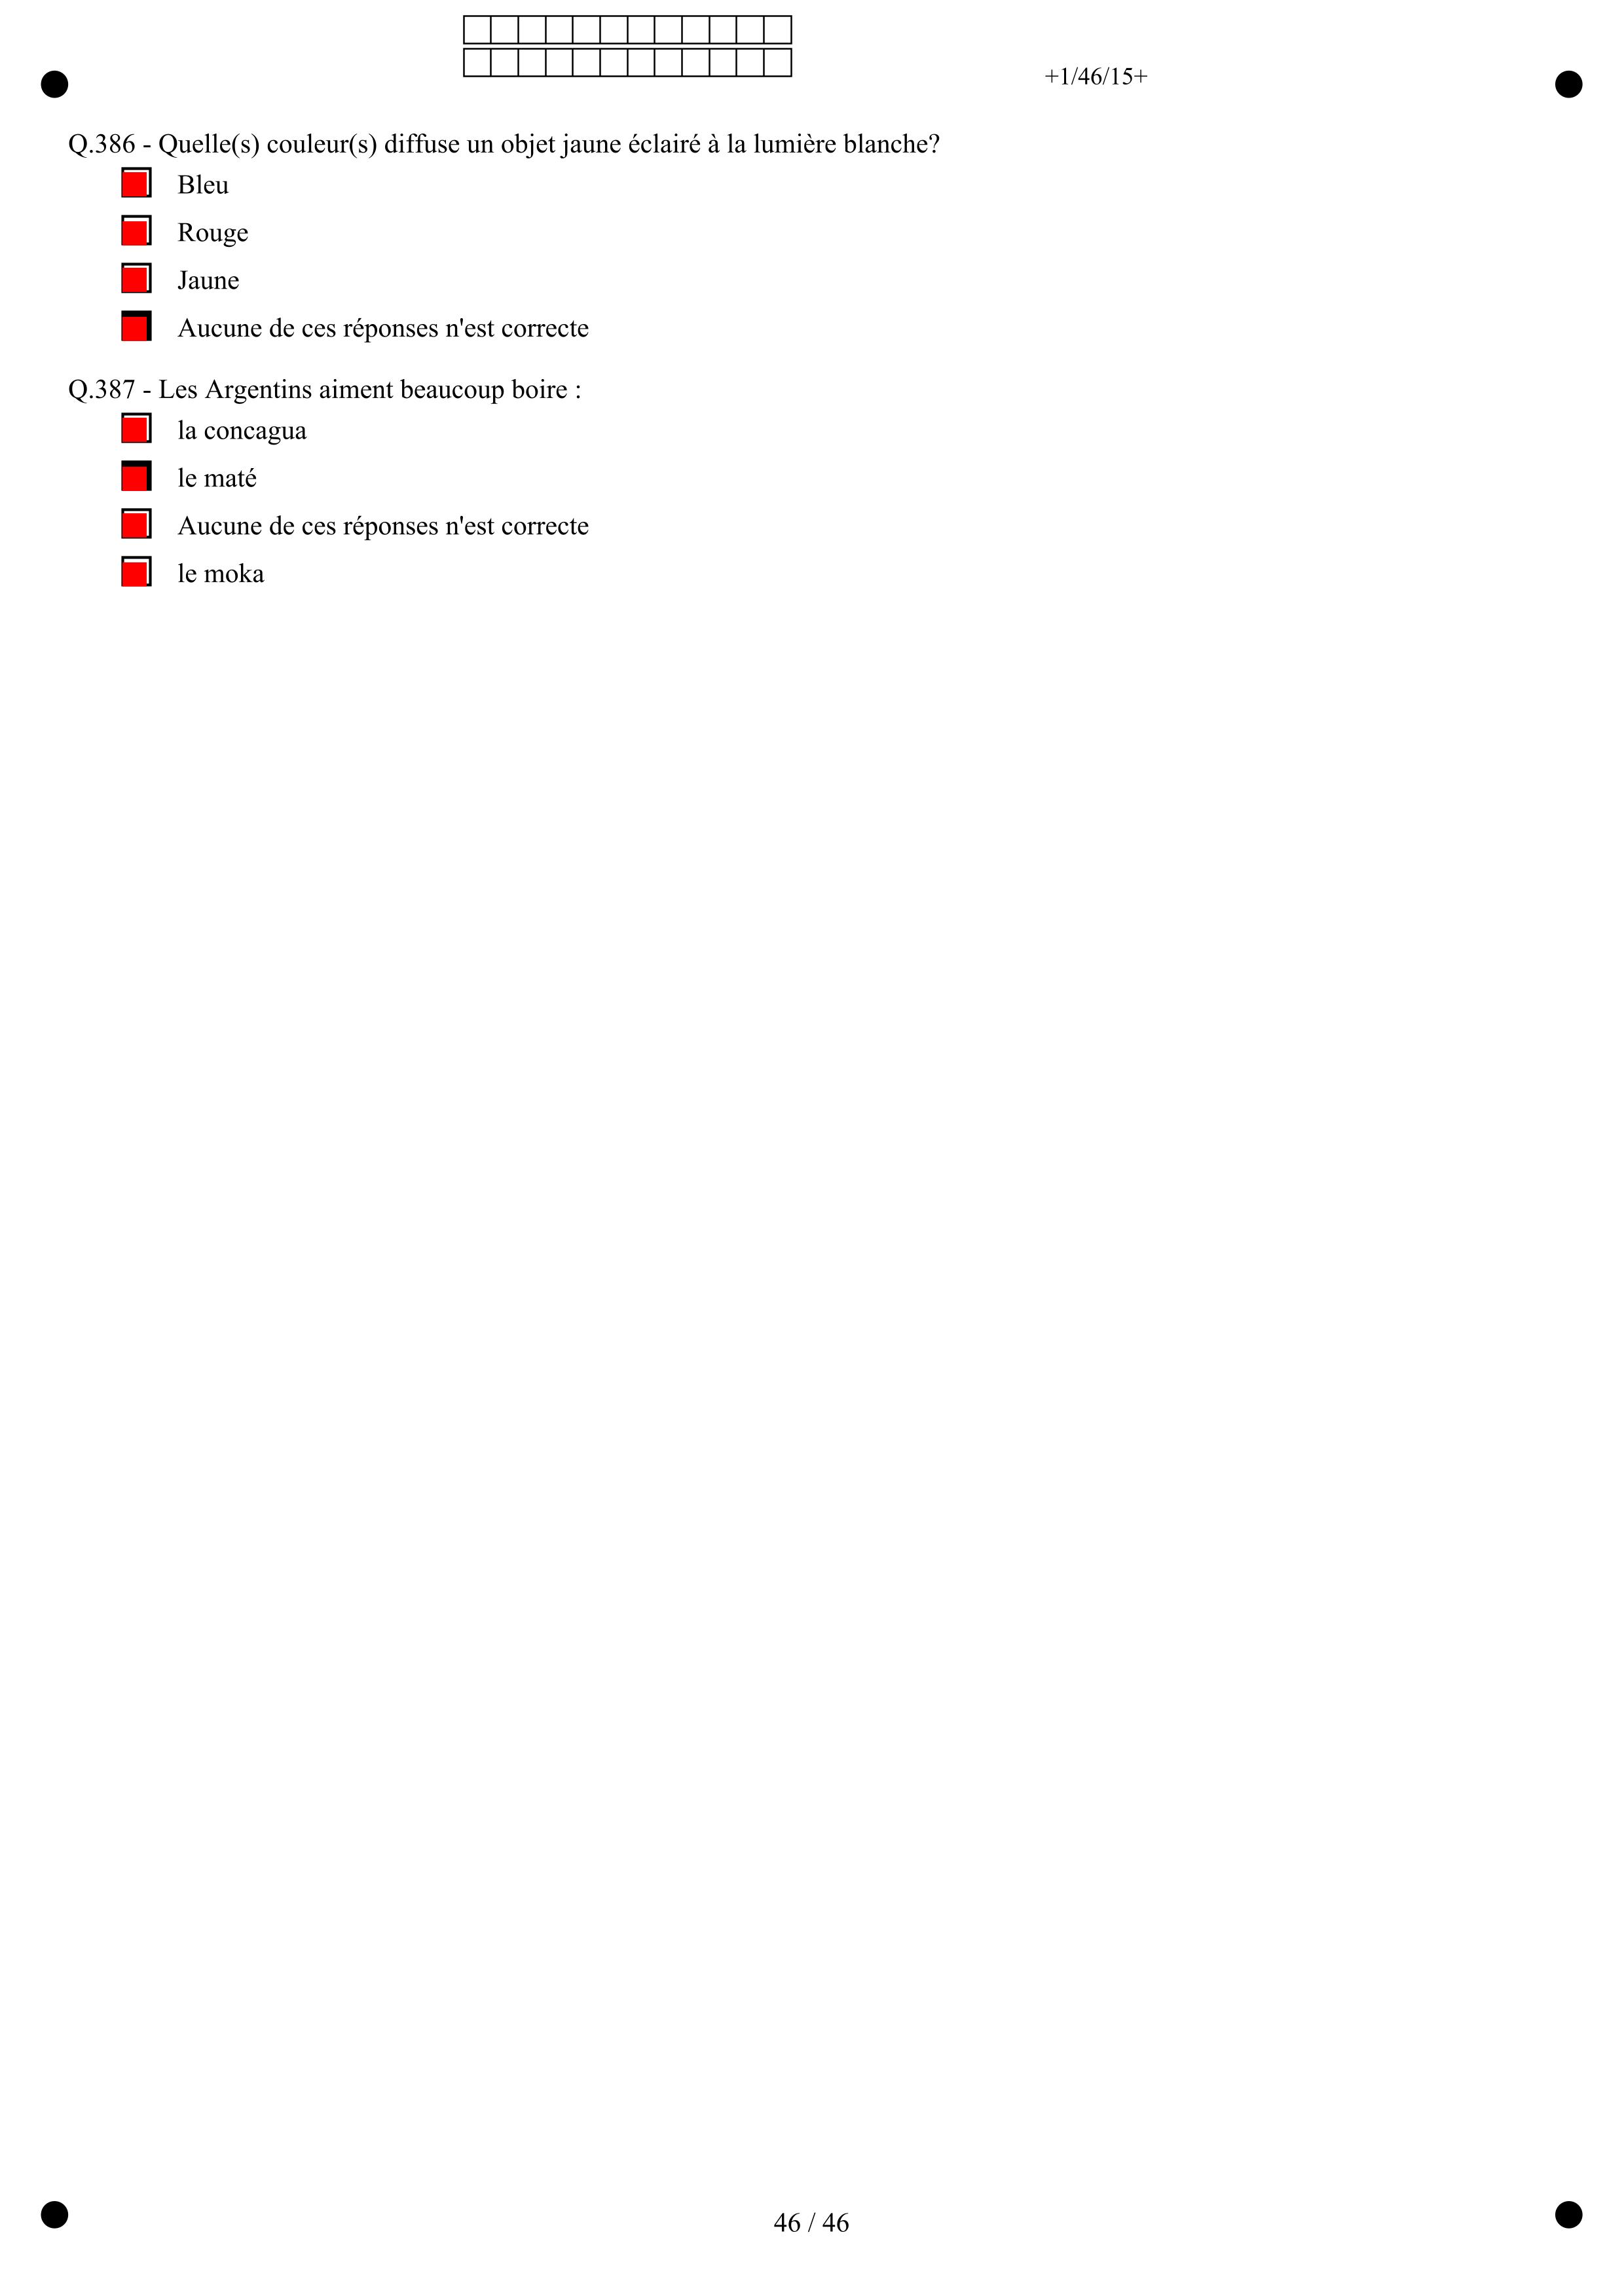 +1/46/15+
Q.386 - Quelle(s) couleur(s) diffuse un objet jaune éclairé à la lumière blanche?
Bleu
Rouge
Jaune
Aucune de ces réponses n'est correcte
Q.387 - Les Argentins aiment beaucoup boire :
la concagua
le maté
Aucune de ces réponses n'est correcte
le moka
46 / 46